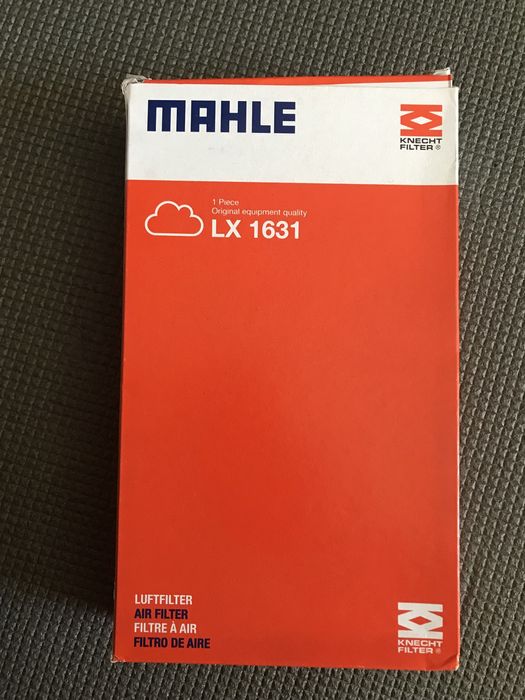 MAHLE
KNECHT
FILTER®
1 Piece
Original equipment quality
LX 1631
LUFTFILTER
AIR FILTER
FILTRE À AIR
FILTRO DE AIRE
KNECHT
FILTER®